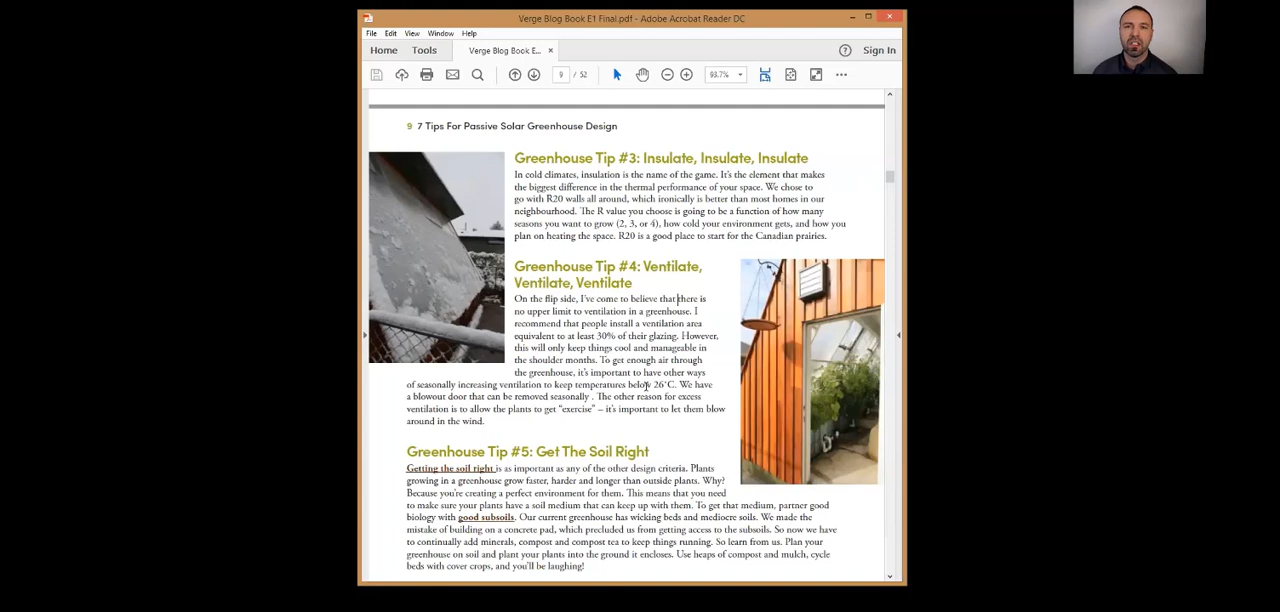 Verge Blog Book E1 Final.pdf - Adobe Acrobat Reader DC
File Edit View Window Help
Home Tools Verge Blog Book E... × Sign In
9 / 52 93.7%
9 7 Tips For Passive Solar Greenhouse Design
Greenhouse Tip #3: Insulate, Insulate, Insulate
In cold climates, insulation is the name of the game. It's the element that makes
the biggest difference in the thermal performance of your space. We chose to
go with R20 walls all around, which ironically is better than most homes in our
neighbourhood. The R value you choose is going to be a function of how many
seasons you want to grow (2, 3, or 4), how cold your environment gets, and how you
plan on heating the space. R20 is a good place to start for the Canadian prairies.
Greenhouse Tip #4: Ventilate,
Ventilate, Ventilate
On the flip side, I've come to believe that there is
no upper limit to ventilation in a greenhouse. I
recommend that people install a ventilation area
equivalent to at least 30% of their glazing. However,
this will only keep things cool and manageable in
the shoulder months. To get enough air through
the greenhouse, it's important to have other ways
of seasonally increasing ventilation to keep temperatures below 26°C. We have
a blowout door that can be removed seasonally . The other reason for excess
ventilation is to allow the plants to get "exercise" – it's important to let them blow
around in the wind.
Greenhouse Tip #5: Get The Soil Right
Getting the soil right is as important as any of the other design criteria. Plants
growing in a greenhouse grow faster, harder and longer than outside plants. Why?
Because you're creating a perfect environment for them. This means that you need
to make sure your plants have a soil medium that can keep up with them. To get that medium, partner good
biology with good subsoils. Our current greenhouse has wicking beds and mediocre soils. We made the
mistake of building on a concrete pad, which precluded us from getting access to the subsoils. So now we have
to continually add minerals, compost and compost tea to keep things running. So learn from us. Plan your
greenhouse on soil and plant your plants into the ground it encloses. Use heaps of compost and mulch, cycle
beds with cover crops, and you'll be laughing!